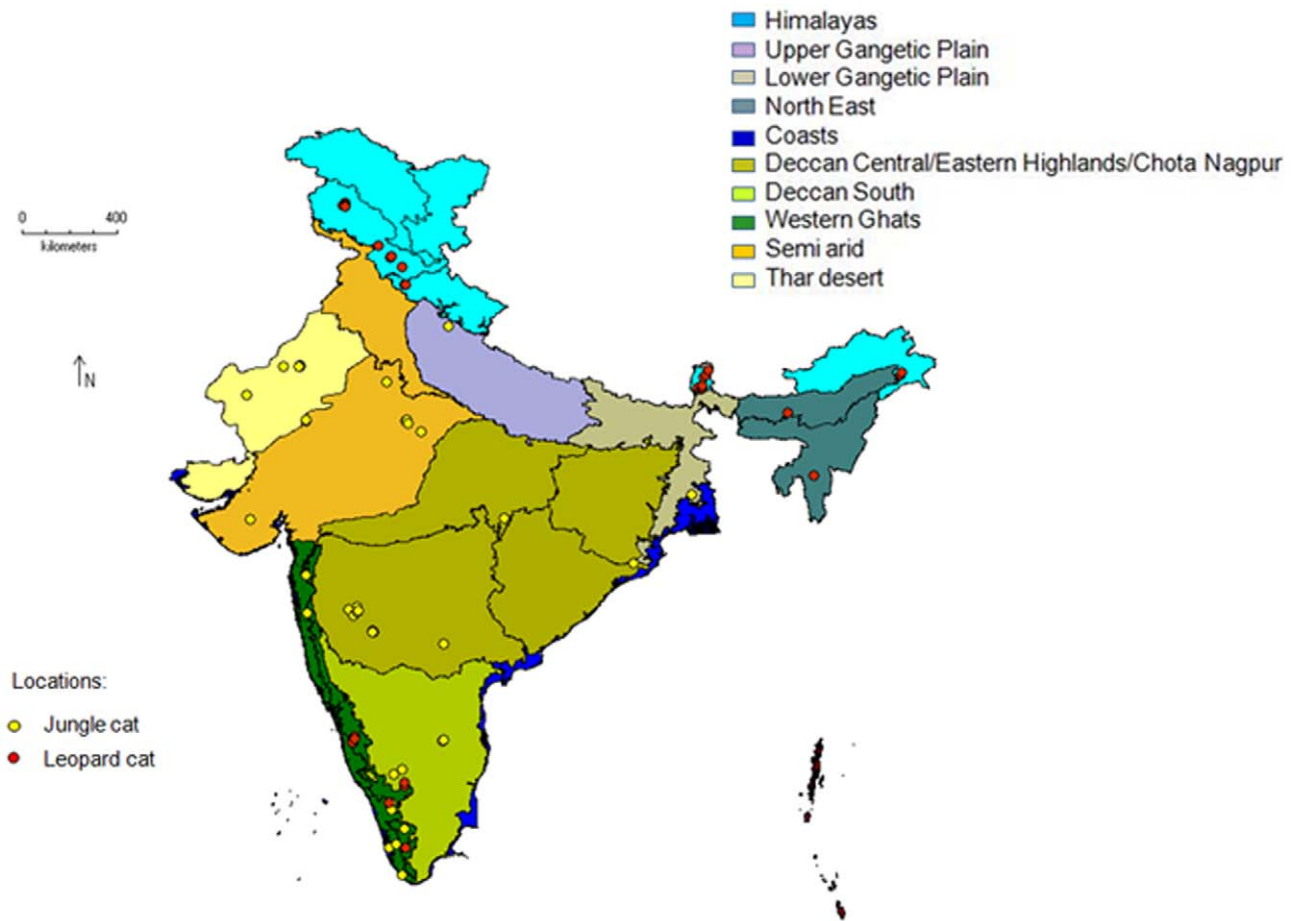 Himalayas
Upper Gangetic Plain
Lower Gangetic Plain
North East
Coasts
Deccan Central/Eastern Highlands/Chota Nagpur
Deccan South
Western Ghats
Semi arid
Thar desert
0 400
kilometers
N
Locations:
Jungle cat
Leopard cat